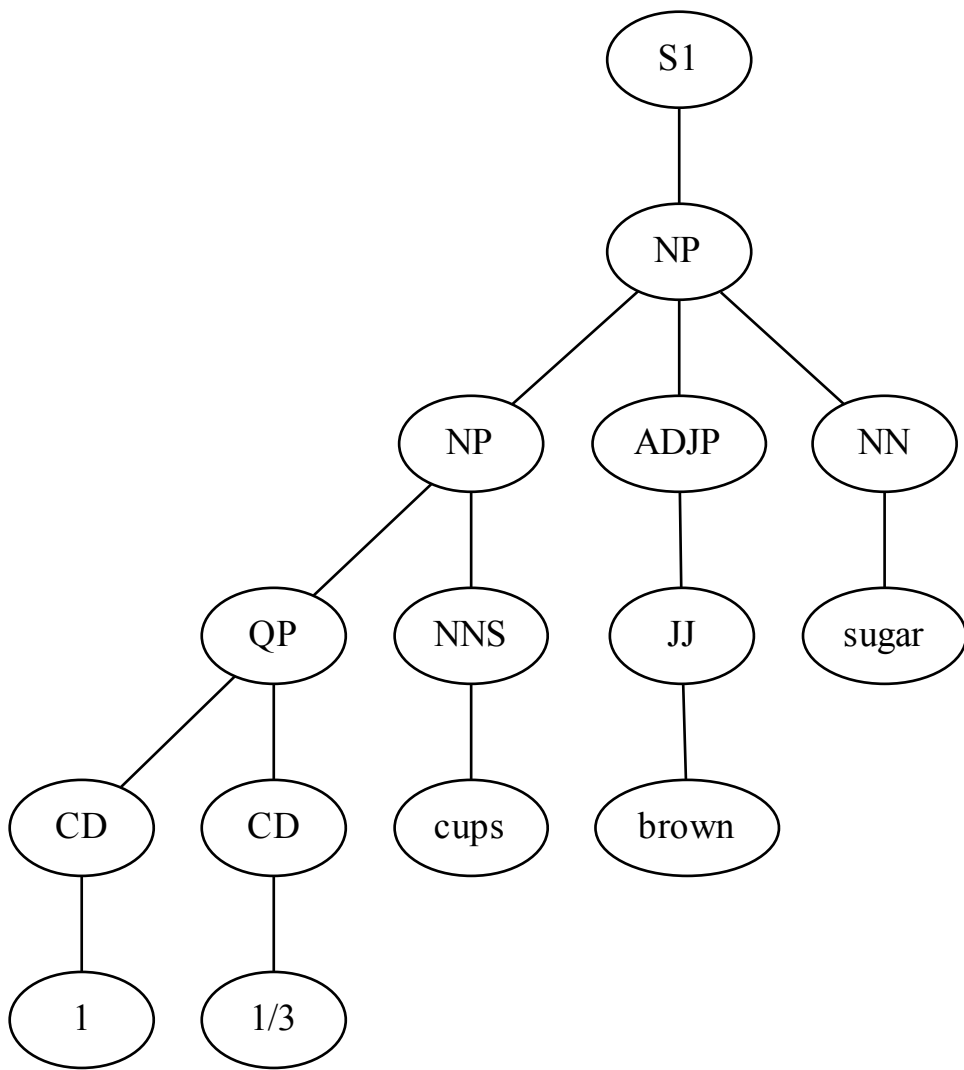 S1
NP
NP ADJP NN
QP NNS JJ sugar
CD CD cups brown
1 1/3